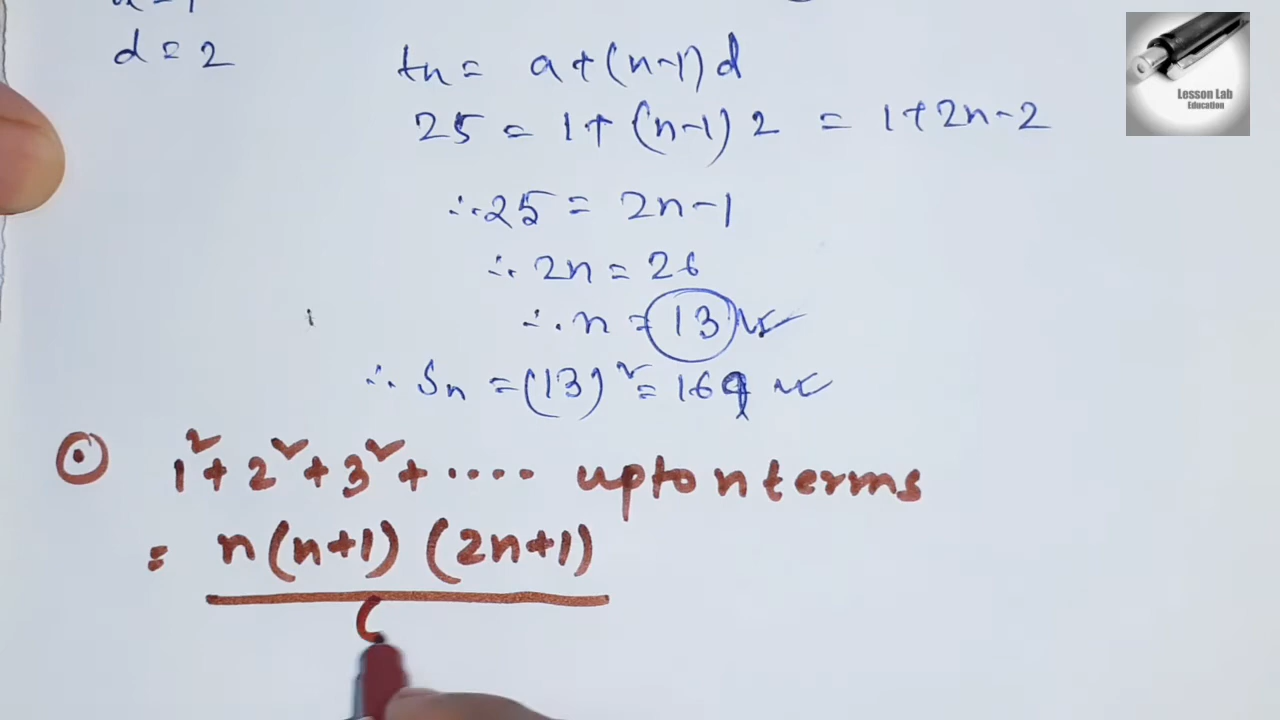 d = 2
tn = a+(n-1)d
25 = 1+(n-1)2 = 1+2n-2
∴ 25 = 2n-1
∴ 2n = 26
∴ n = 13
∴ Sn = (13)² = 169
1²+2²+3²+.... upto n terms
= n(n+1)(2n+1)
Lesson Lab
Education